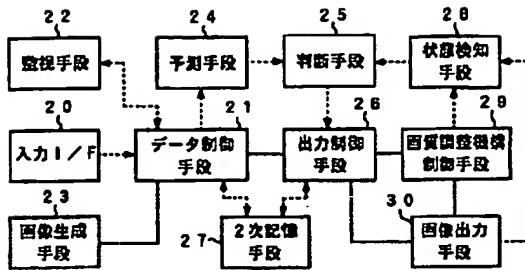 22
24
25
28
監視手段
予測手段
判断手段
状態検知
手段
20
21
26
29
入力I/F
データ制御
手段
出力制御
手段
画質調整機構
制御手段
23
30
画像生成
手段
27
2次記憶
手段
画像出力
手段